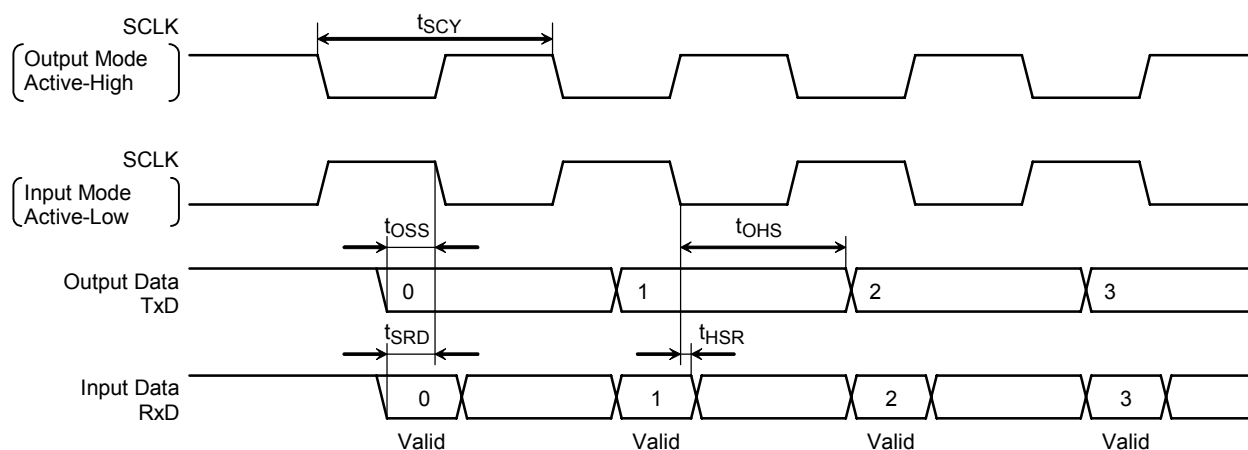 SCLK
Output Mode
Active-High
tSCY
SCLK
Input Mode
Active-Low
tOSS
tOHS
Output Data
TxD
0
1
2
3
tSRD
tHSR
Input Data
RxD
0
1
2
3
Valid
Valid
Valid
Valid